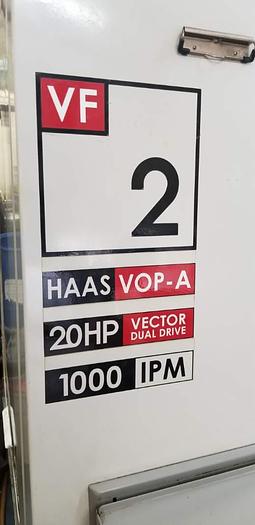 VF
2
HAAS VOP-A
20HP VECTOR
DUAL DRIVE
1000 IPM